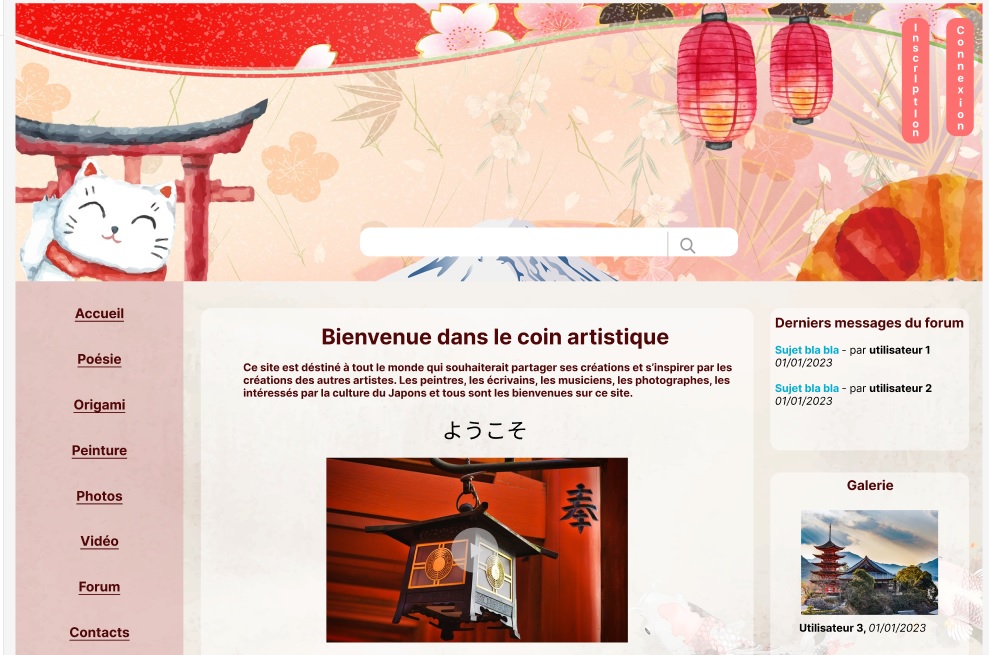 Inscription
Connexion
Accueil
Poésie
Origami
Peinture
Photos
Vidéo
Forum
Contacts
Bienvenue dans le coin artistique
Ce site est déstiné à tout le monde qui souhaiterait partager ses créations et s'inspirer par les
créations des autres artistes. Les peintres, les écrivains, les musiciens, les photographes, les
intéressés par la culture du Japons et tous sont les bienvenues sur ce site.
ようこそ
奉
Derniers messages du forum
Sujet bla bla - par utilisateur 1
01/01/2023
Sujet bla bla - par utilisateur 2
01/01/2023
Galerie
Utilisateur 3, 01/01/2023